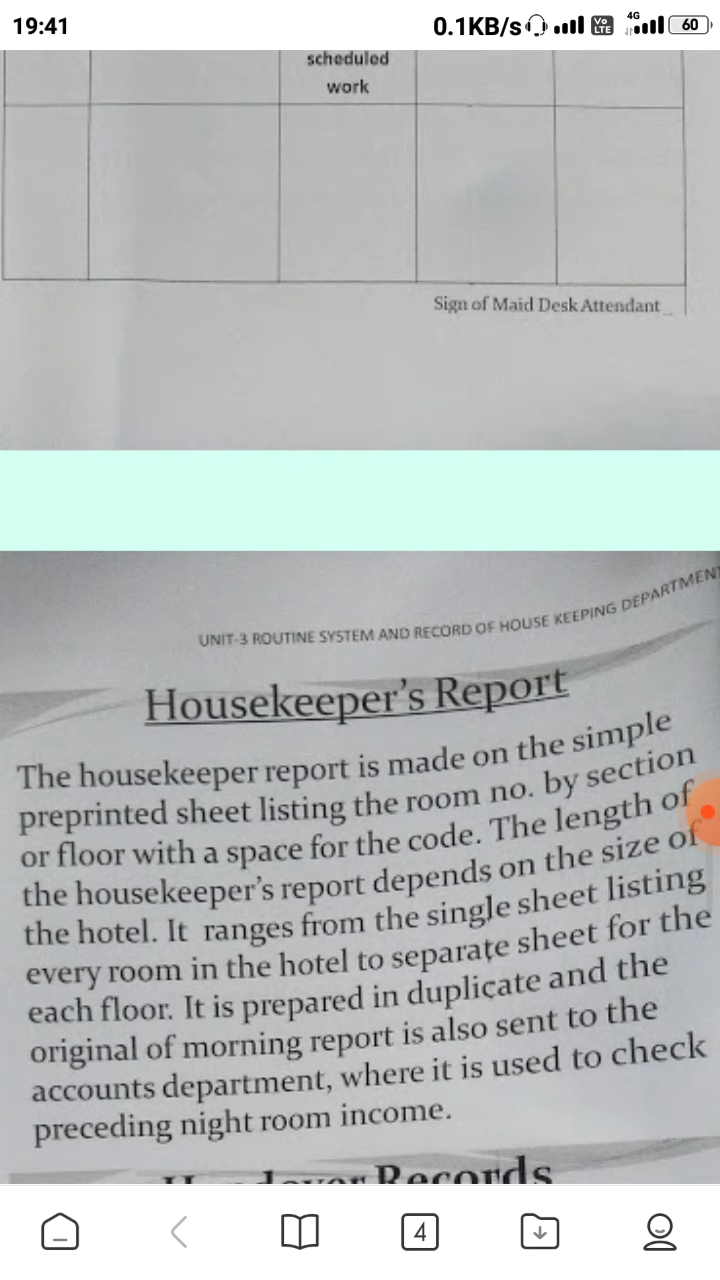 19:41 0.1KB/s Vo LTE 4G 60
scheduled
work
Sign of Maid Desk Attendant
UNIT-3 ROUTINE SYSTEM AND RECORD OF HOUSE KEEPING DEPARTMENT
Housekeeper's Report
The housekeeper report is made on the simple
preprinted sheet listing the room no. by section
or floor with a space for the code. The length of
the housekeeper's report depends on the size of
the hotel. It ranges from the single sheet listing
every room in the hotel to separate sheet for the
each floor. It is prepared in duplicate and the
original of morning report is also sent to the
accounts department, where it is used to check
preceding night room income.
Handover Records
4